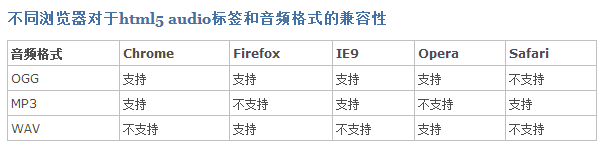 不同浏览器对于html5 audio标签和音频格式的兼容性
音频格式 Chrome Firefox IE9 Opera Safari
OGG 支持 支持 支持 支持 不支持
MP3 支持 不支持 支持 不支持 支持
WAV 不支持 支持 不支持 支持 不支持